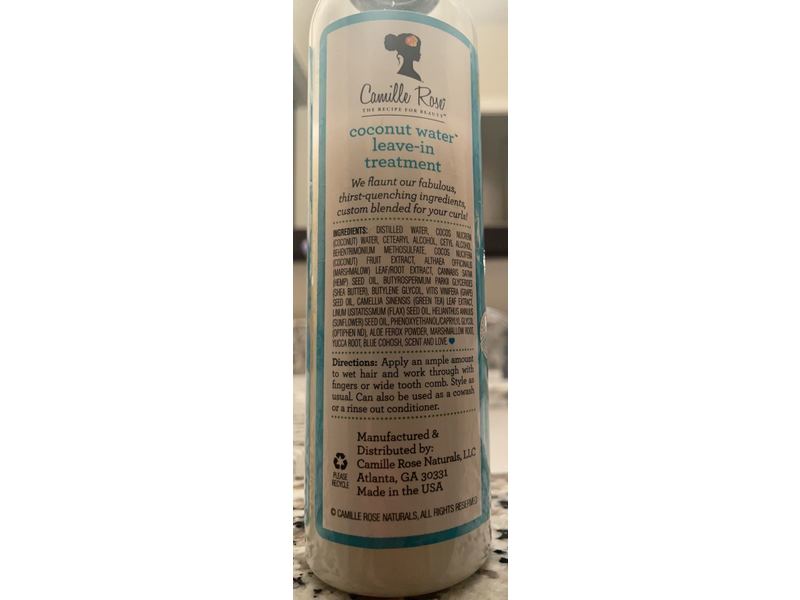 Camille Rose
THE RECIPE FOR BEAUTY™
coconut water™
leave-in
treatment
We flaunt our fabulous,
thirst-quenching ingredients,
custom blended for your curls!
INGREDIENTS: DISTILLED WATER, COCOS NUCIFERA
(COCONUT) WATER, CETEARYL ALCOHOL, CETYL ALCOHOL,
BEHENTRIMONIUM METHOSULFATE, COCOS NUCIFERA
(COCONUT) FRUIT EXTRACT, ALTHAEA OFFICINALIS
(MARSHMALLOW) LEAF/ROOT EXTRACT, CANNABIS SATIVA
(HEMP) SEED OIL, BUTYROSPERMUM PARKII GLYCERIDES
(SHEA BUTTER), BUTYLENE GLYCOL, VITIS VINIFERA (GRAPE)
SEED OIL, CAMELLIA SINENSIS (GREEN TEA) LEAF EXTRACT,
LINUM USITATISSMUM (FLAX) SEED OIL, HELIANTHUS ANNUUS
(SUNFLOWER) SEED OIL, PHENOXYETHANOL/CAPRYLYL GLYCOL
(OPTIPHEN ND), ALOE FEROX POWDER, MARSHMALLOW ROOT,
YUCCA ROOT, BLUE COHOSH, SCENT AND LOVE
Directions: Apply an ample amount
to wet hair and work through with
fingers or wide tooth comb. Style as
usual. Can also be used as a cowash
or a rinse out conditioner.
Manufactured &
Distributed by:
Camille Rose Naturals, LLC
Atlanta, GA 30331
Made in the USA
PLEASE
RECYCLE
© CAMILLE ROSE NATURALS, ALL RIGHTS RESERVED